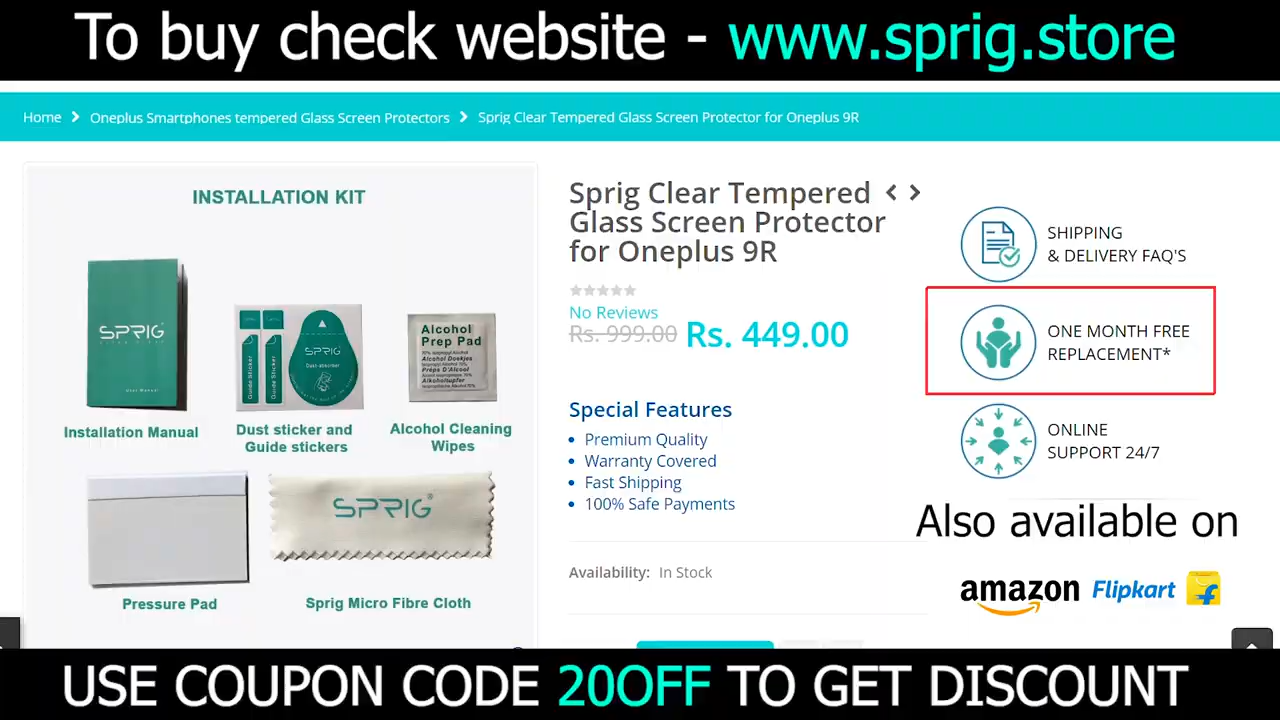 To buy check website - www.sprig.store
Home > Oneplus Smartphones tempered Glass Screen Protectors > Sprig Clear Tempered Glass Screen Protector for Oneplus 9R
INSTALLATION KIT
SPRIG
User Manual
Installation Manual
Guide Sticker
Guide Sticker
SPRIG
Dust-absorber
Dust sticker and
Guide stickers
Alcohol
Prep Pad
Alcohol Cleaning
Wipes
Pressure Pad
SPRIG®
Sprig Micro Fibre Cloth
Sprig Clear Tempered
Glass Screen Protector
for Oneplus 9R
No Reviews
Rs. 999.00 Rs. 449.00
Special Features
• Premium Quality
• Warranty Covered
• Fast Shipping
• 100% Safe Payments
Availability: In Stock
SHIPPING
& DELIVERY FAQ'S
ONE MONTH FREE
REPLACEMENT*
ONLINE
SUPPORT 24/7
Also available on
amazon Flipkart
USE COUPON CODE 20OFF TO GET DISCOUNT